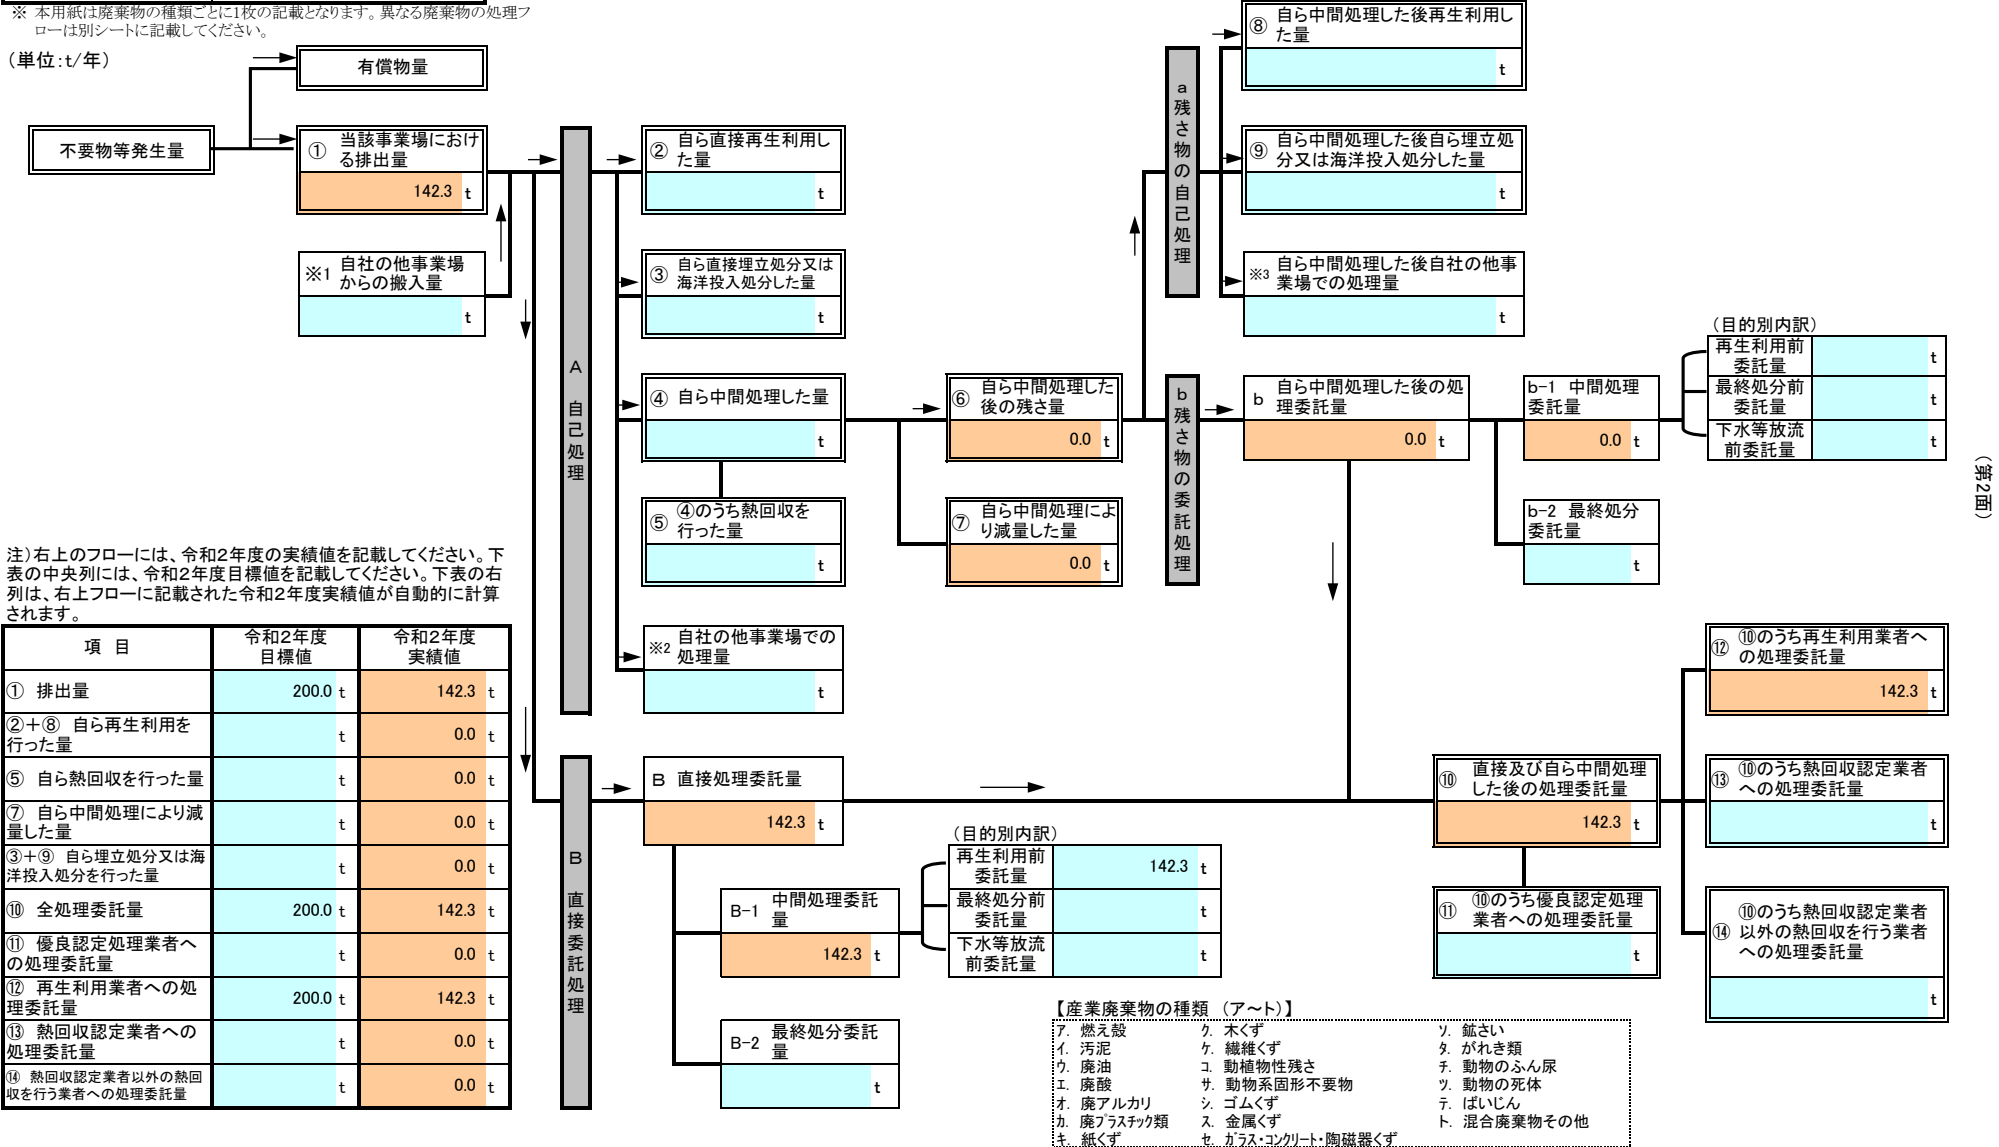 ※ 本用紙は廃棄物の種類ごとに1枚の記載となります。異なる廃棄物の処理フ
ローは別シートに記載してください。
（単位:t/年）
不要物等発生量
有償物量
① 当該事業場におけ
る排出量
142.3 t
※1 自社の他事業場
からの搬入量
t
A 自己処理
② 自ら直接再生利用し
た量
t
③ 自ら直接埋立処分又は
海洋投入処分した量
t
④ 自ら中間処理した量
t
⑤ ④のうち熱回収を
行った量
t
※2 自社の他事業場での
処理量
t
⑥ 自ら中間処理した
後の残さ量
0.0 t
⑦ 自ら中間処理によ
り減量した量
0.0 t
a 残さ物の自己処理
⑧ 自ら中間処理した後再生利用し
た量
t
⑨ 自ら中間処理した後自ら埋立処
分又は海洋投入処分した量
t
※3 自ら中間処理した後自社の他事
業場での処理量
t
b 残さ物の委託処理
b 自ら中間処理した後の処
理委託量
0.0 t
b-1 中間処理
委託量
0.0 t
b-2 最終処分
委託量
t
（目的別内訳）
再生利用前
委託量
t
最終処分前
委託量
t
下水等放流
前委託量
t
（第2面）
注）右上のフローには、令和2年度の実績値を記載してください。下
表の中央列には、令和2年度目標値を記載してください。下表の右
列は、右上フローに記載された令和2年度実績値が自動的に計算
されます。
項 目
令和2年度
目標値
令和2年度
実績値
① 排出量
200.0 t
142.3 t
②＋⑧ 自ら再生利用を
行った量
t
0.0 t
⑤ 自ら熱回収を行った量
t
0.0 t
⑦ 自ら中間処理により減
量した量
t
0.0 t
③＋⑨ 自ら埋立処分又は海
洋投入処分を行った量
t
0.0 t
⑩ 全処理委託量
200.0 t
142.3 t
⑪ 優良認定処理業者へ
の処理委託量
t
0.0 t
⑫ 再生利用業者への処
理委託量
200.0 t
142.3 t
⑬ 熱回収認定業者への
処理委託量
t
0.0 t
⑭ 熱回収認定業者以外の熱回
収を行う業者への処理委託量
t
0.0 t
B 直接委託処理
B 直接処理委託量
142.3 t
B-1 中間処理委託
量
142.3 t
B-2 最終処分委託
量
t
（目的別内訳）
再生利用前
委託量
142.3 t
最終処分前
委託量
t
下水等放流
前委託量
t
⑩ 直接及び自ら中間処理
した後の処理委託量
142.3 t
⑪ ⑩のうち優良認定処理
業者への処理委託量
t
⑫ ⑩のうち再生利用業者へ
の処理委託量
142.3 t
⑬ ⑩のうち熱回収認定業者
への処理委託量
t
⑭ ⑩のうち熱回収認定業者
以外の熱回収を行う業者
への処理委託量
t
【産業廃棄物の種類 （ア～ト）】
ア. 燃え殻
イ. 汚泥
ウ. 廃油
エ. 廃酸
オ. 廃アルカリ
カ. 廃プラスチック類
キ. 紙くず
ク. 木くず
ケ. 繊維くず
コ. 動植物性残さ
サ. 動物系固形不要物
シ. ゴムくず
ス. 金属くず
セ. ガラス・コンクリート・陶磁器くず
ソ. 鉱さい
タ. がれき類
チ. 動物のふん尿
ツ. 動物の死体
テ. ばいじん
ト. 混合廃棄物その他